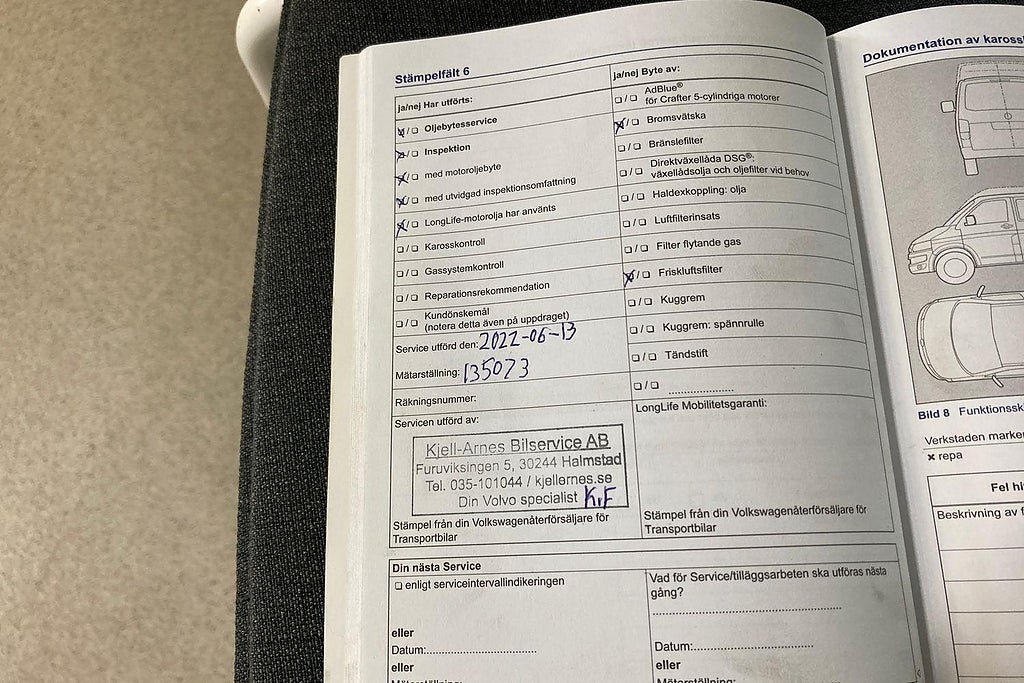 Stämpelfält 6
ja/nej Har utförts:
☒/☐ Oljebytesservice
☒/☐ Inspektion
☒/☐ med motoroljebyte
☒/☐ med utvidgad inspektionsomfattning
☒/☐ LongLife-motorolja har använts
☐/☐ Karosskontroll
☐/☐ Gassystemkontroll
☐/☐ Reparationsrekommendation
☐/☐ Kundönskemål
(notera detta även på uppdraget)
Service utförd den: 2022-06-13
Mätarställning: 135073
Räkningsnummer:
Servicen utförd av:
Kjell-Arnes Bilservice AB
Furuviksingen 5, 30244 Halmstad
Tel. 035-101044 / kjellernes.se
Din Volvo specialist K.F
Stämpel från din Volkswagenåterförsäljare för
Transportbilar
ja/nej Byte av:
☐/☐ AdBlue®
för Crafter 5-cylindriga motorer
☒/☐ Bromsvätska
☐/☐ Bränslefilter
☐/☐ Direktväxellåda DSG®:
växellådsolja och oljefilter vid behov
☐/☐ Haldexkoppling: olja
☐/☐ Luftfilterinsats
☐/☐ Filter flytande gas
☒/☐ Friskluftsfilter
☐/☐ Kuggrem
☐/☐ Kuggrem: spännrulle
☐/☐ Tändstift
☐/☐ ....................
LongLife Mobilitetsgaranti:
Stämpel från din Volkswagenåterförsäljare för
Transportbilar
Din nästa Service
☐ enligt serviceintervallindikeringen
eller
Datum:..............................
eller
Mätarställning:
Vad för Service/tilläggsarbeten ska utföras nästa
gång?
..................................................
Datum:................................
eller
Mätarställning:
Dokumentation av
Bild 8 Funktionssk
Verkstaden marker
× repa
Fel hi
Beskrivning av f